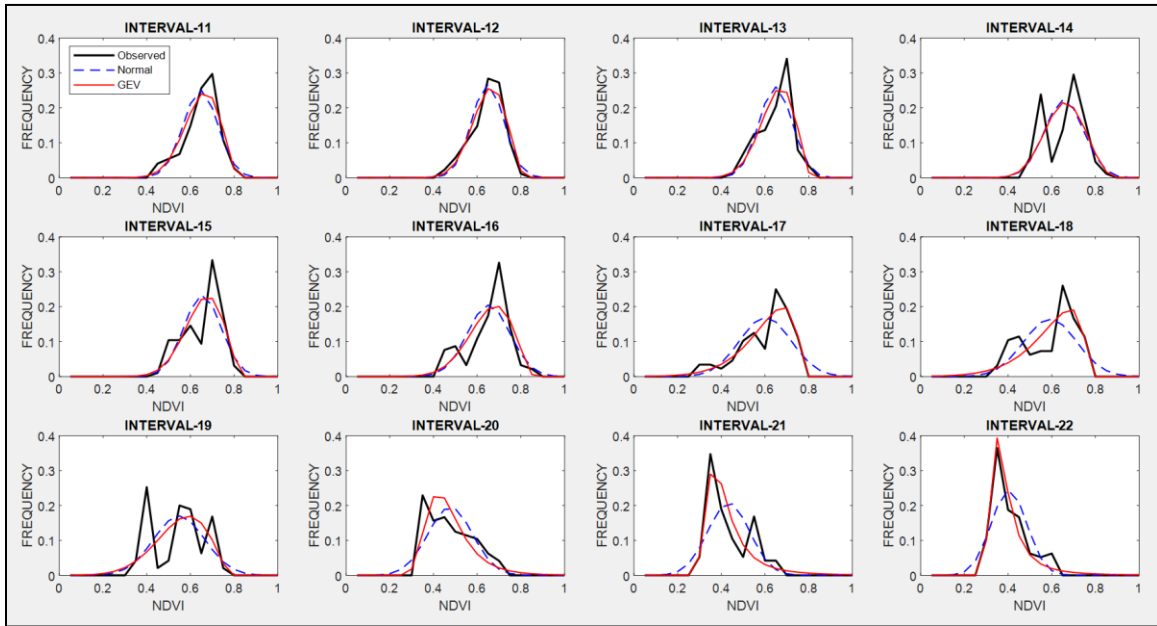 INTERVAL-11
0.4
0.3
0.2
0.1
0
FREQUENCY
Observed
Normal
GEV
0 0.2 0.4 0.6 0.8 1
NDVI
INTERVAL-12
0.4
0.3
0.2
0.1
0
FREQUENCY
0 0.2 0.4 0.6 0.8 1
NDVI
INTERVAL-13
0.4
0.3
0.2
0.1
0
FREQUENCY
0 0.2 0.4 0.6 0.8 1
NDVI
INTERVAL-14
0.4
0.3
0.2
0.1
0
FREQUENCY
0 0.2 0.4 0.6 0.8 1
NDVI
INTERVAL-15
0.4
0.3
0.2
0.1
0
FREQUENCY
0 0.2 0.4 0.6 0.8 1
NDVI
INTERVAL-16
0.4
0.3
0.2
0.1
0
FREQUENCY
0 0.2 0.4 0.6 0.8 1
NDVI
INTERVAL-17
0.4
0.3
0.2
0.1
0
FREQUENCY
0 0.2 0.4 0.6 0.8 1
NDVI
INTERVAL-18
0.4
0.3
0.2
0.1
0
FREQUENCY
0 0.2 0.4 0.6 0.8 1
NDVI
INTERVAL-19
0.4
0.3
0.2
0.1
0
FREQUENCY
0 0.2 0.4 0.6 0.8 1
NDVI
INTERVAL-20
0.4
0.3
0.2
0.1
0
FREQUENCY
0 0.2 0.4 0.6 0.8 1
NDVI
INTERVAL-21
0.4
0.3
0.2
0.1
0
FREQUENCY
0 0.2 0.4 0.6 0.8 1
NDVI
INTERVAL-22
0.4
0.3
0.2
0.1
0
FREQUENCY
0 0.2 0.4 0.6 0.8 1
NDVI